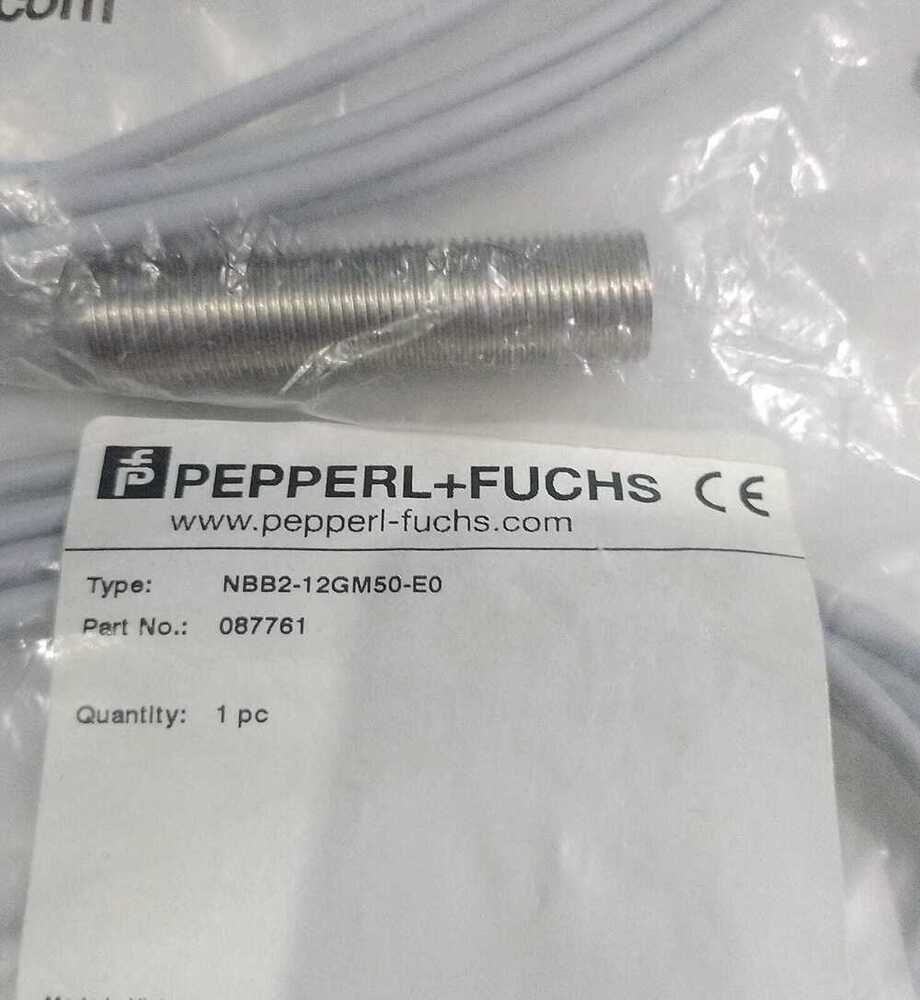 com
PEPPERL+FUCHS CE
www.pepperl-fuchs.com
Type: NBB2-12GM50-E0
Part No.: 087761
Quantity: 1 pc